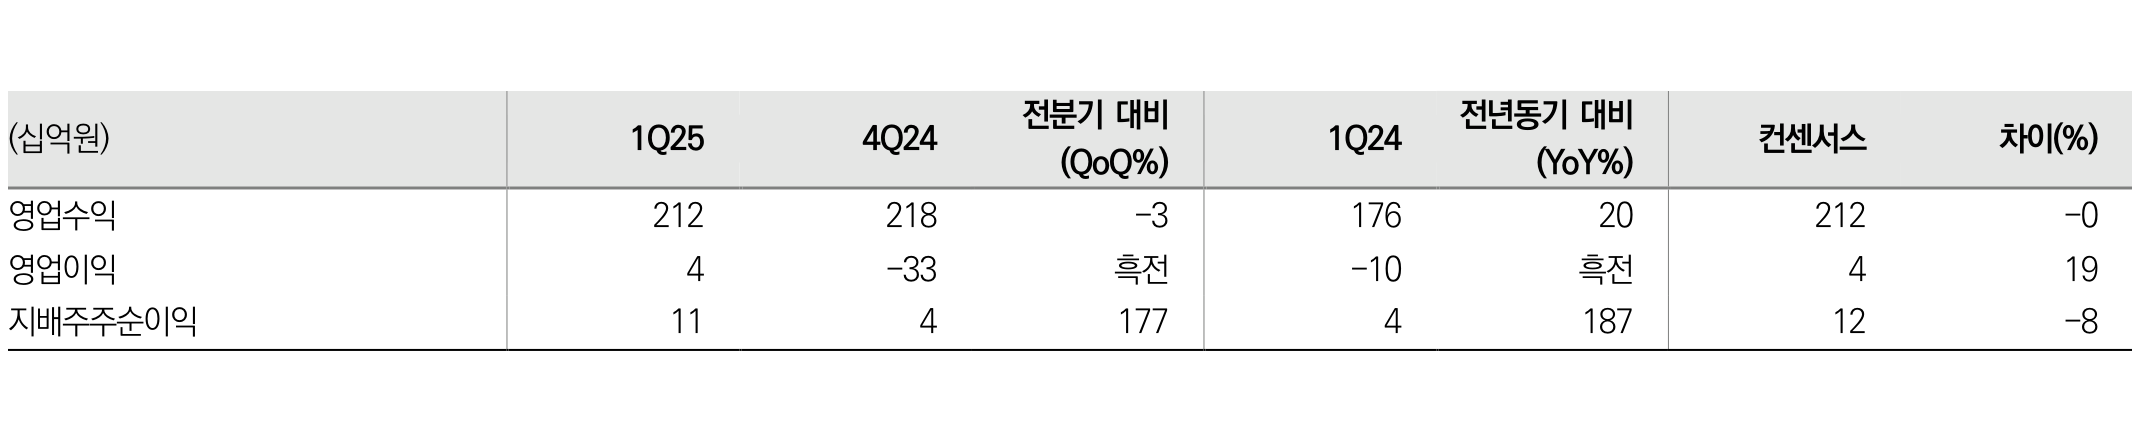 (십억원) 1Q25 4Q24 전분기 대비 (QoQ%) 1Q24 전년동기 대비 (YoY%) 컨센서스 차이(%)
영업수익 212 218 -3 176 20 212 -0
영업이익 4 -33 흑전 -10 흑전 4 19
지배주주순이익 11 4 177 4 187 12 -8